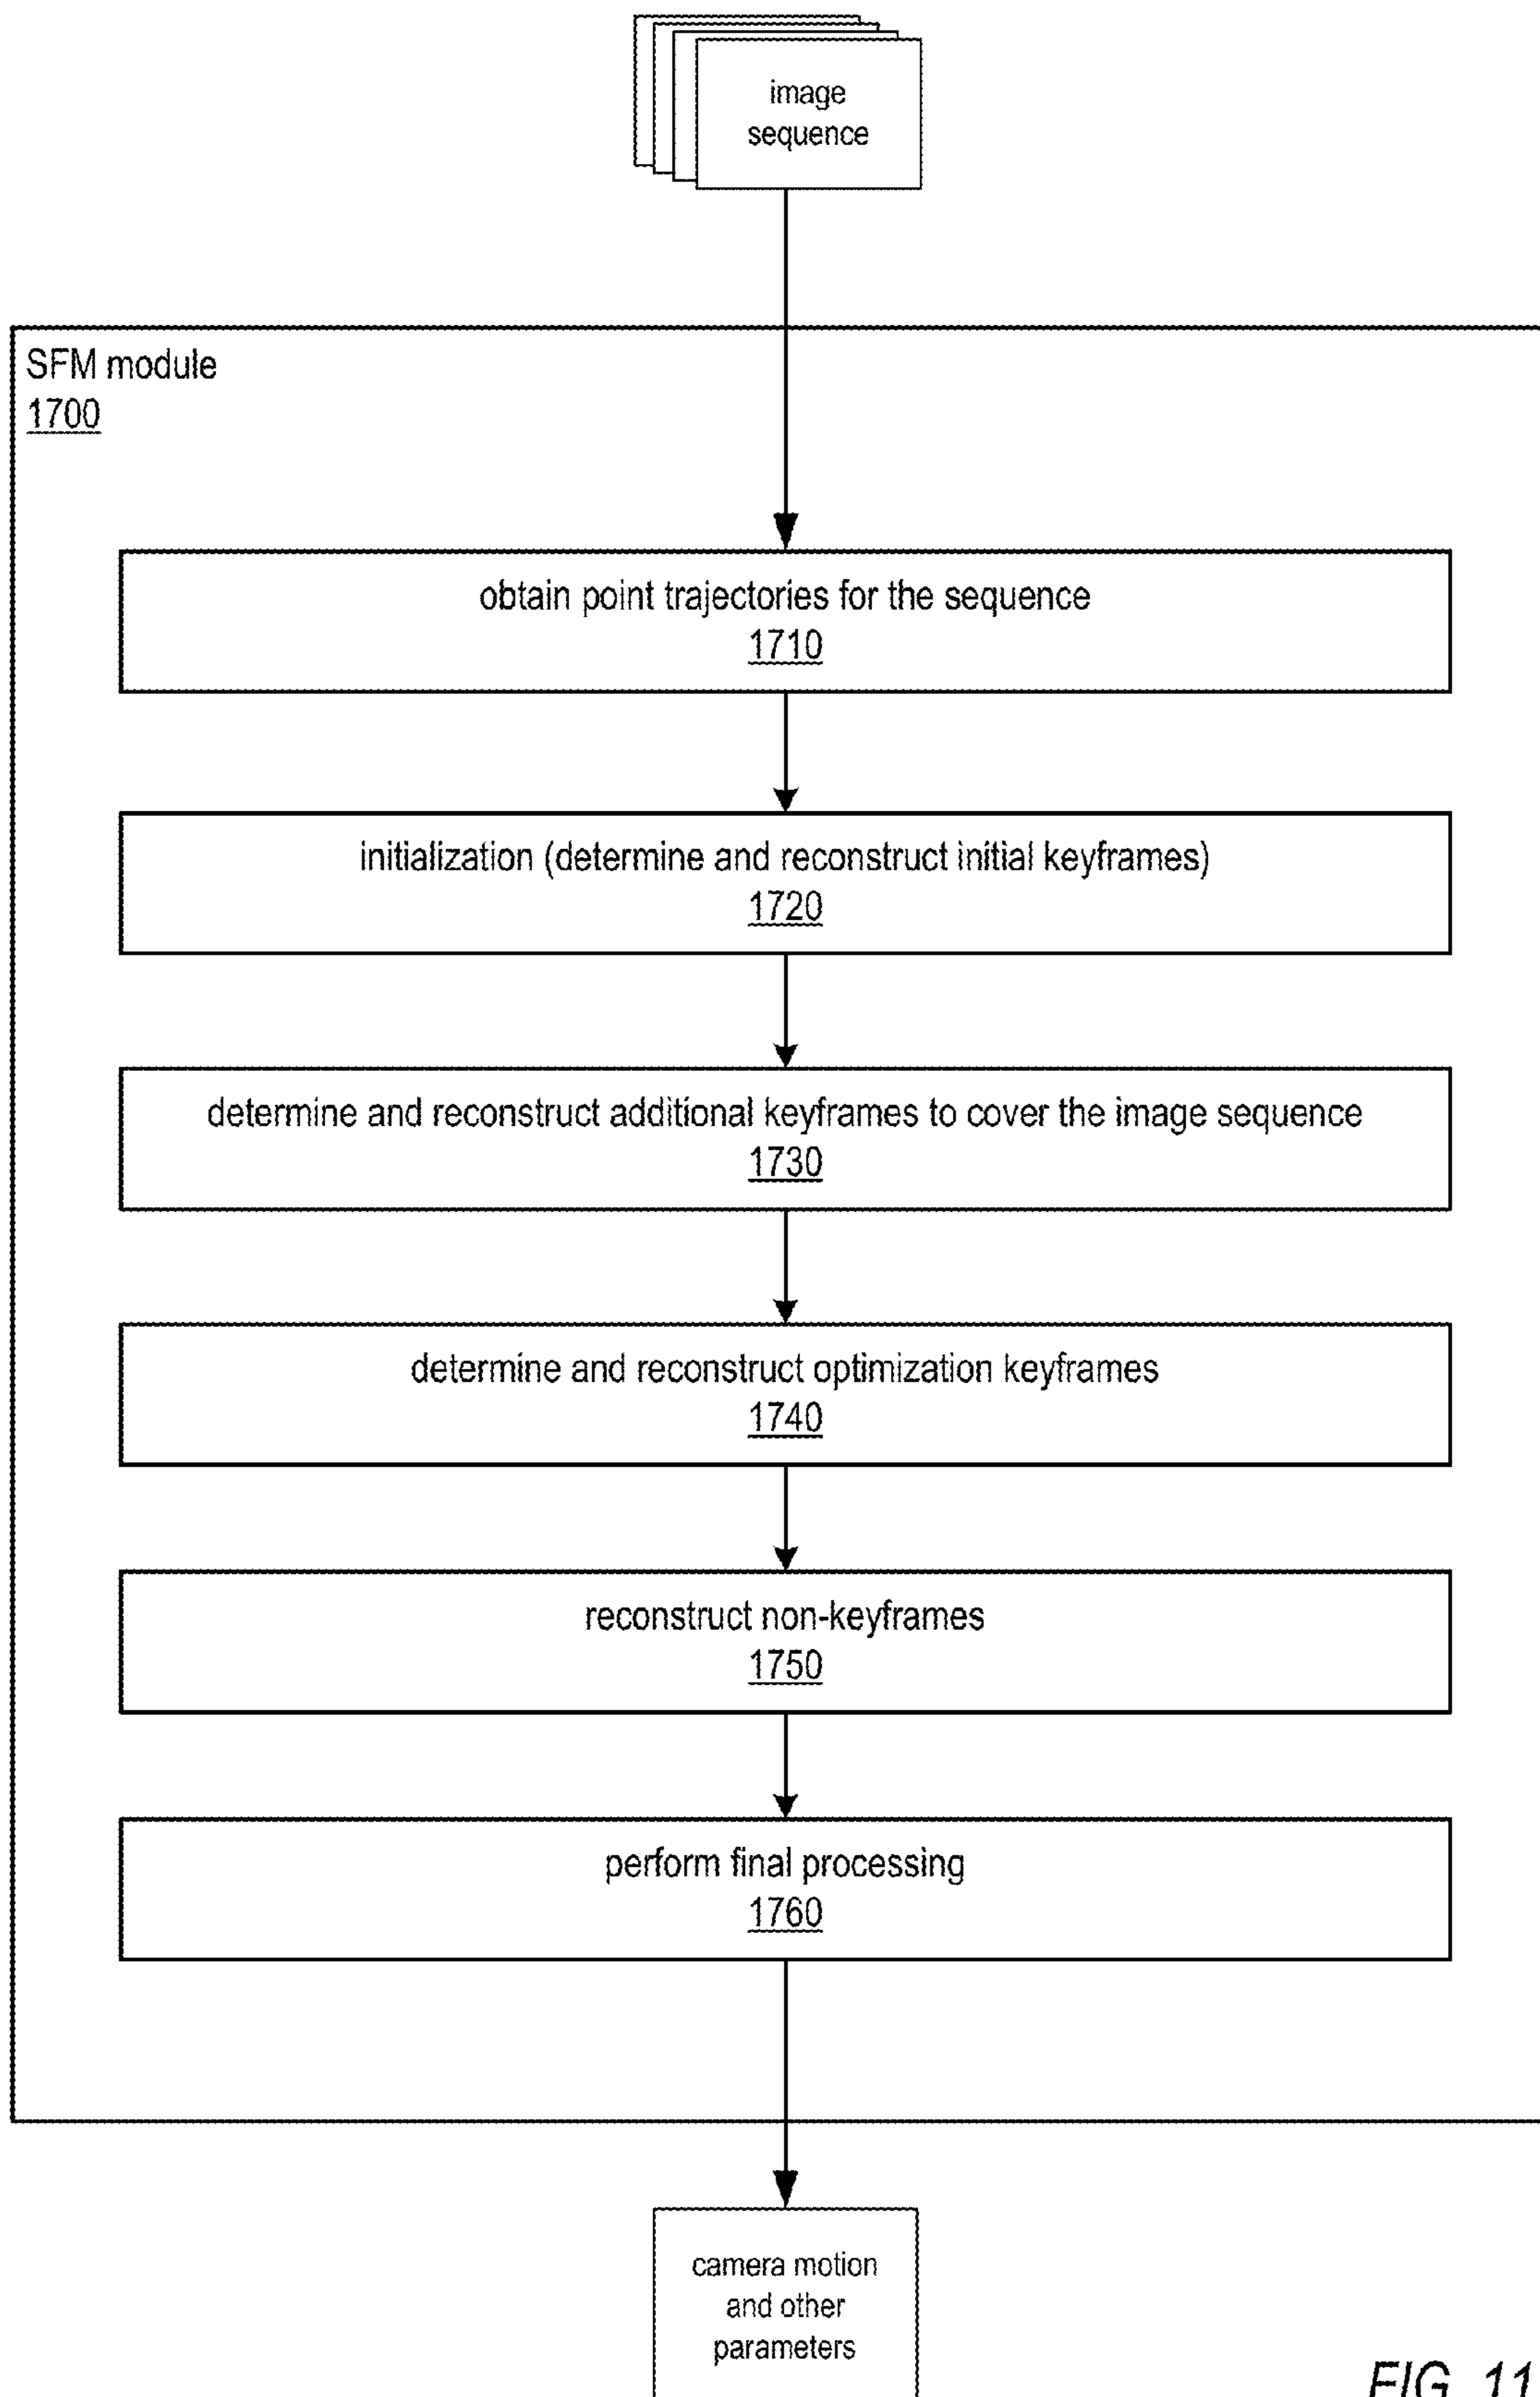 image
sequence
SFM module
1700
obtain point trajectories for the sequence
1710
initialization (determine and reconstruct initial keyframes)
1720
determine and reconstruct additional keyframes to cover the image sequence
1730
determine and reconstruct optimization keyframes
1740
reconstruct non-keyframes
1750
perform final processing
1760
camera motion
and other
parameters
FIG. 11